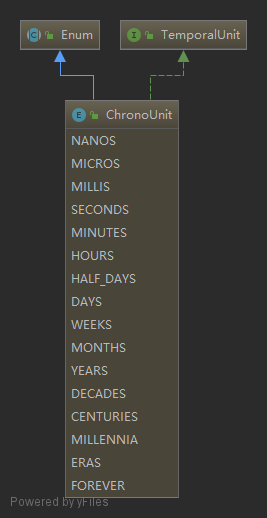 Enum
TemporalUnit
ChronoUnit
NANOS
MICROS
MILLIS
SECONDS
MINUTES
HOURS
HALF_DAYS
DAYS
WEEKS
MONTHS
YEARS
DECADES
CENTURIES
MILLENNIA
ERAS
FOREVER
Powered by yFiles